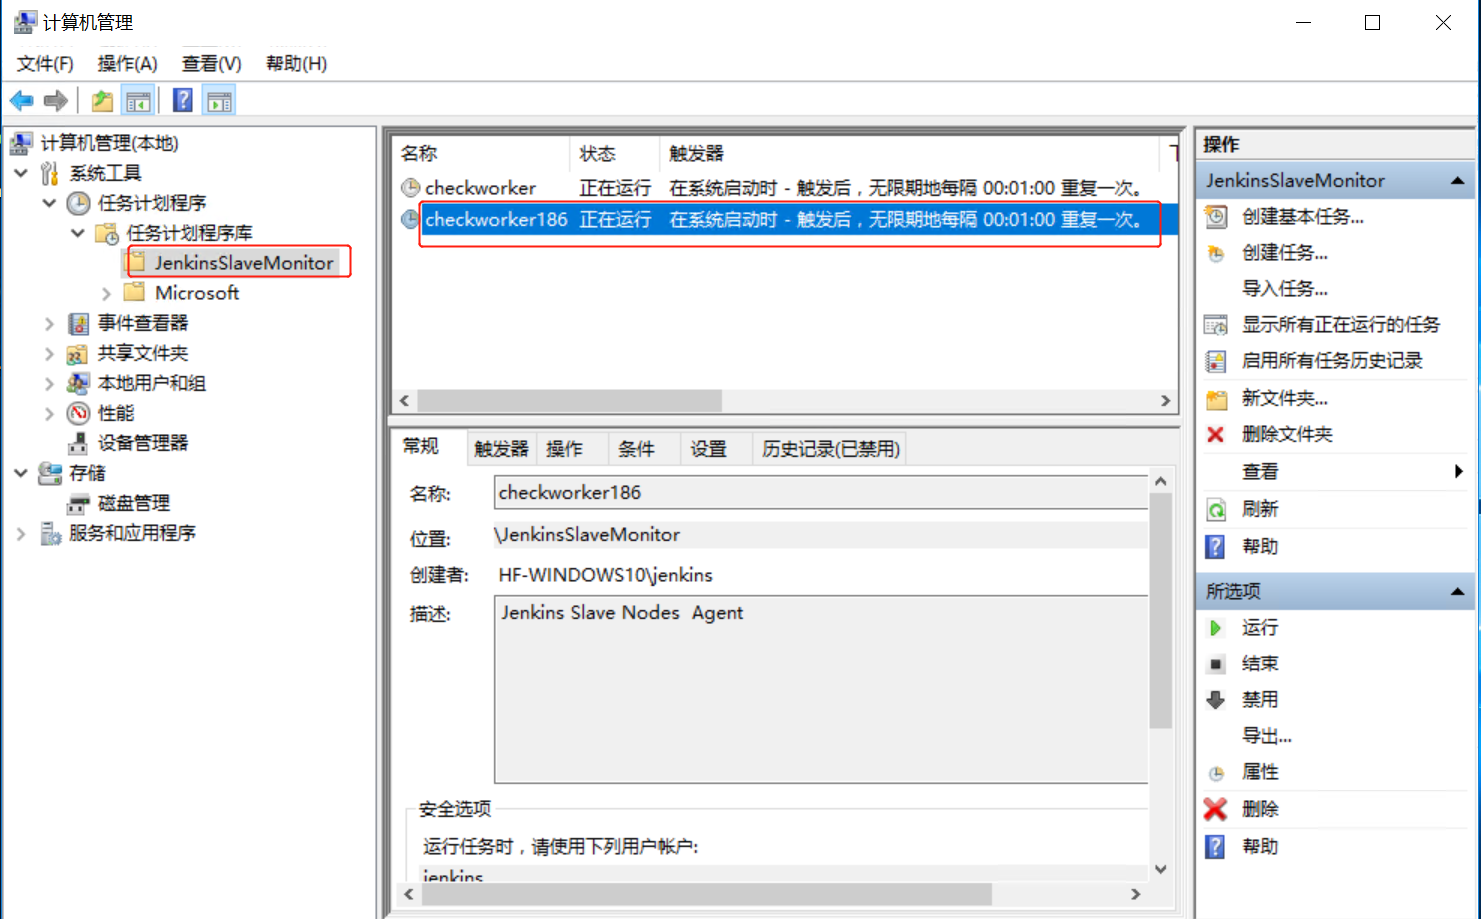 计算机管理
文件(F) 操作(A) 查看(V) 帮助(H)
计算机管理(本地)
系统工具
任务计划程序
任务计划程序库
JenkinsSlaveMonitor
Microsoft
事件查看器
共享文件夹
本地用户和组
性能
设备管理器
存储
磁盘管理
服务和应用程序
名称 状态 触发器
checkworker 正在运行 在系统启动时 - 触发后，无限期地每隔 00:01:00 重复一次。
checkworker186 正在运行 在系统启动时 - 触发后，无限期地每隔 00:01:00 重复一次。
常规 触发器 操作 条件 设置 历史记录(已禁用)
名称: checkworker186
位置: \JenkinsSlaveMonitor
创建者: HF-WINDOWS10\jenkins
描述: Jenkins Slave Nodes Agent
安全选项
运行任务时，请使用下列用户帐户:
jenkins
操作
JenkinsSlaveMonitor
创建基本任务...
创建任务...
导入任务...
显示所有正在运行的任务
启用所有任务历史记录
新文件夹...
删除文件夹
查看
刷新
帮助
所选项
运行
结束
禁用
导出...
属性
删除
帮助